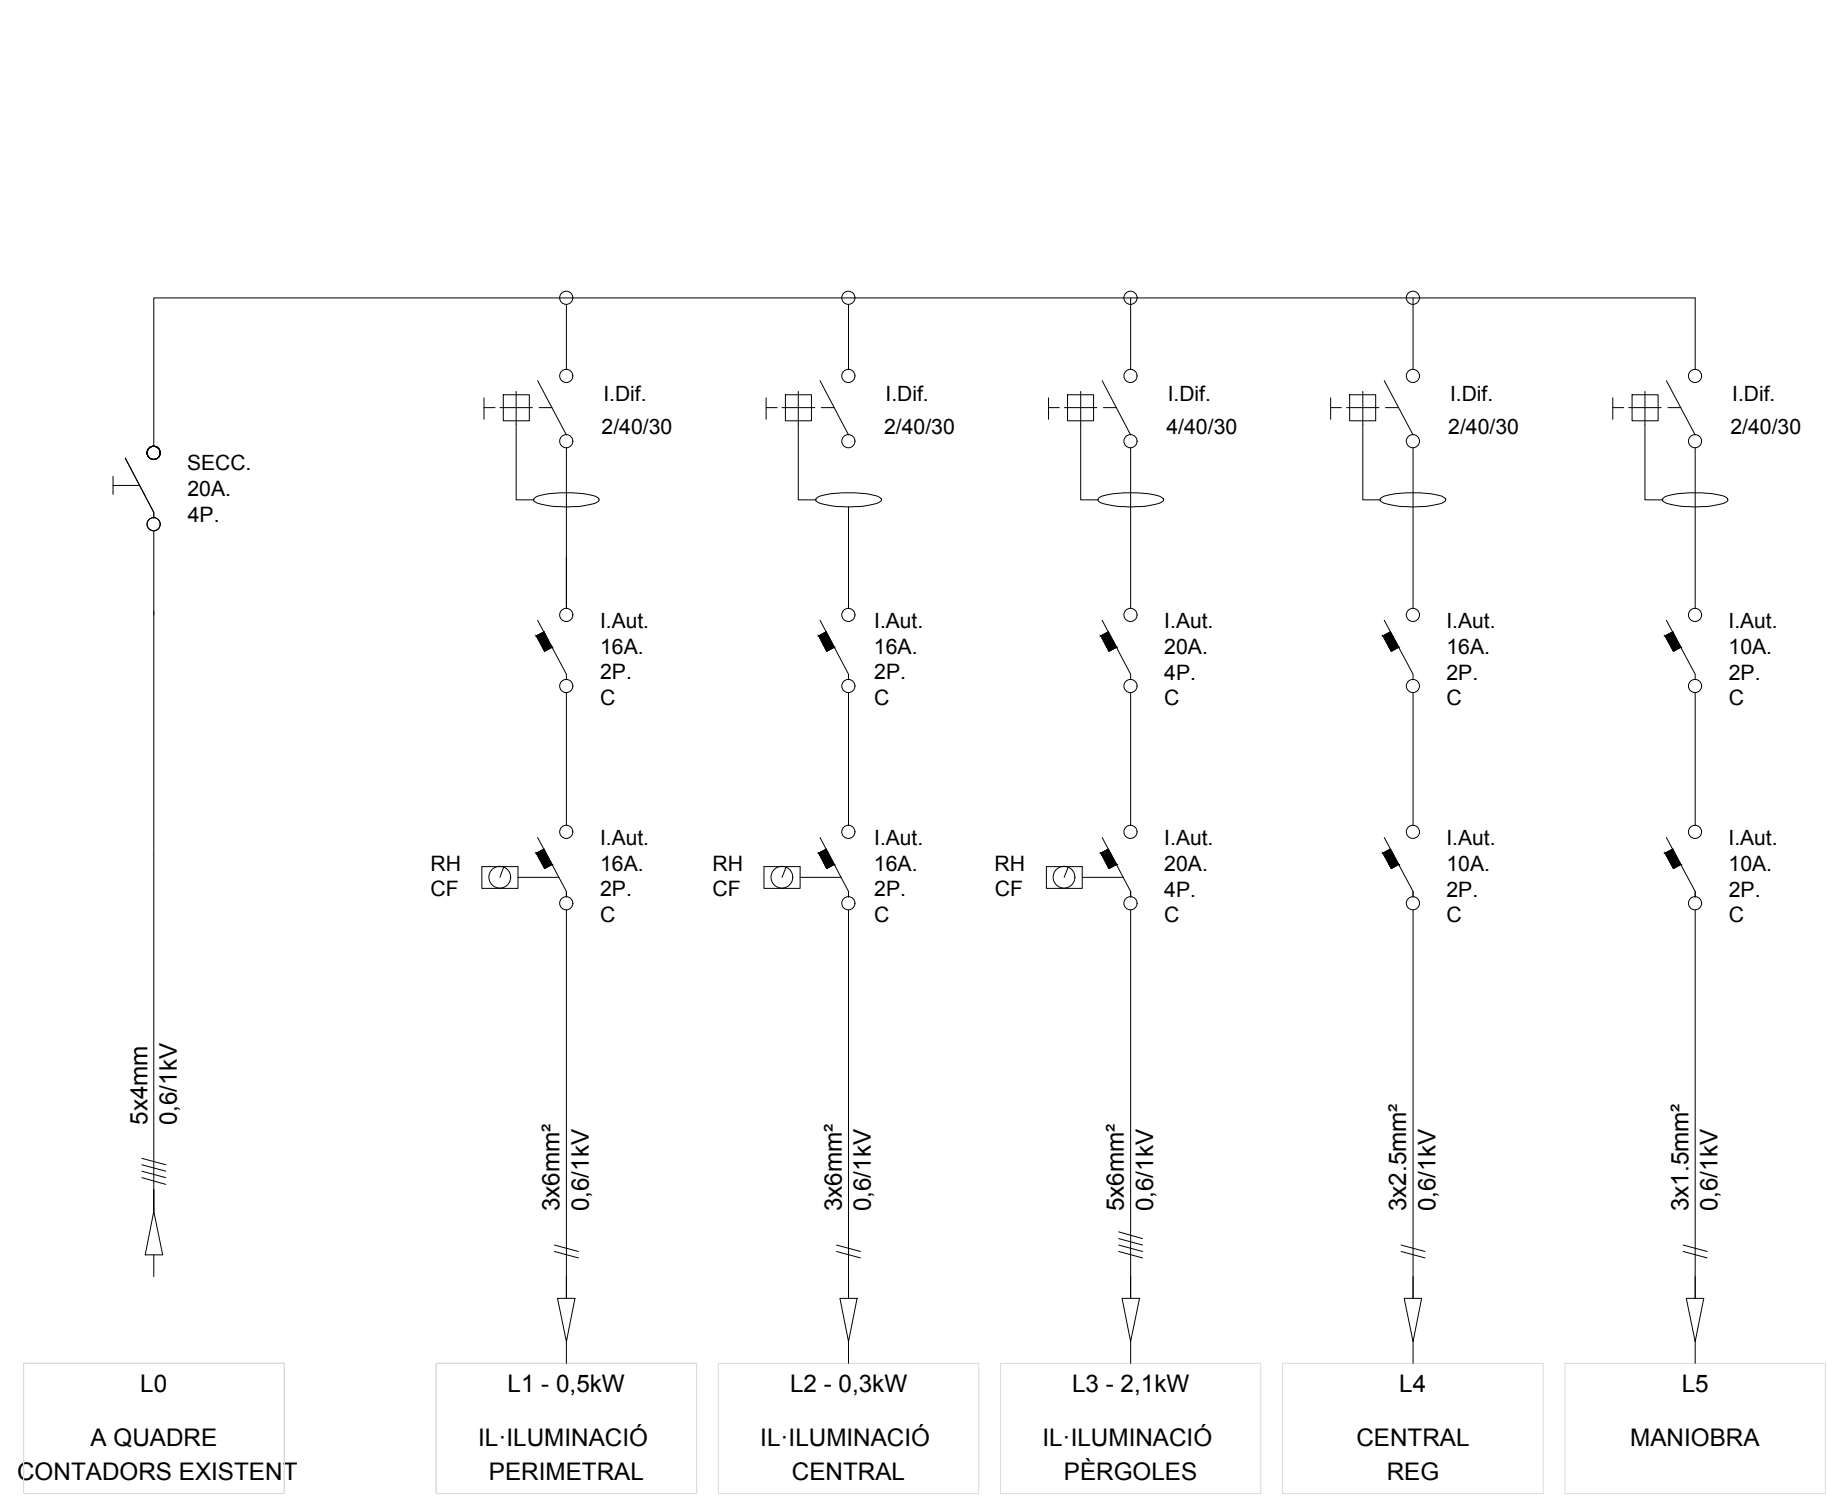 I.Dif.
2/40/30
I.Dif.
2/40/30
I.Dif.
4/40/30
I.Dif.
2/40/30
I.Dif.
2/40/30
SECC.
20A.
4P.
I.Aut.
16A.
2P.
C
I.Aut.
16A.
2P.
C
I.Aut.
20A.
4P.
C
I.Aut.
16A.
2P.
C
I.Aut.
10A.
2P.
C
RH
CF
I.Aut.
16A.
2P.
C
RH
CF
I.Aut.
16A.
2P.
C
RH
CF
I.Aut.
20A.
4P.
C
I.Aut.
10A.
2P.
C
I.Aut.
10A.
2P.
C
5x4mm
0,6/1kV
3x6mm²
0,6/1kV
3x6mm²
0,6/1kV
5x6mm²
0,6/1kV
3x2.5mm²
0,6/1kV
3x1.5mm²
0,6/1kV
L0
A QUADRE
CONTADORS EXISTENT
L1 - 0,5kW
IL·ILUMINACIÓ
PERIMETRAL
L2 - 0,3kW
IL·ILUMINACIÓ
CENTRAL
L3 - 2,1kW
IL·ILUMINACIÓ
PÈRGOLES
L4
CENTRAL
REG
L5
MANIOBRA